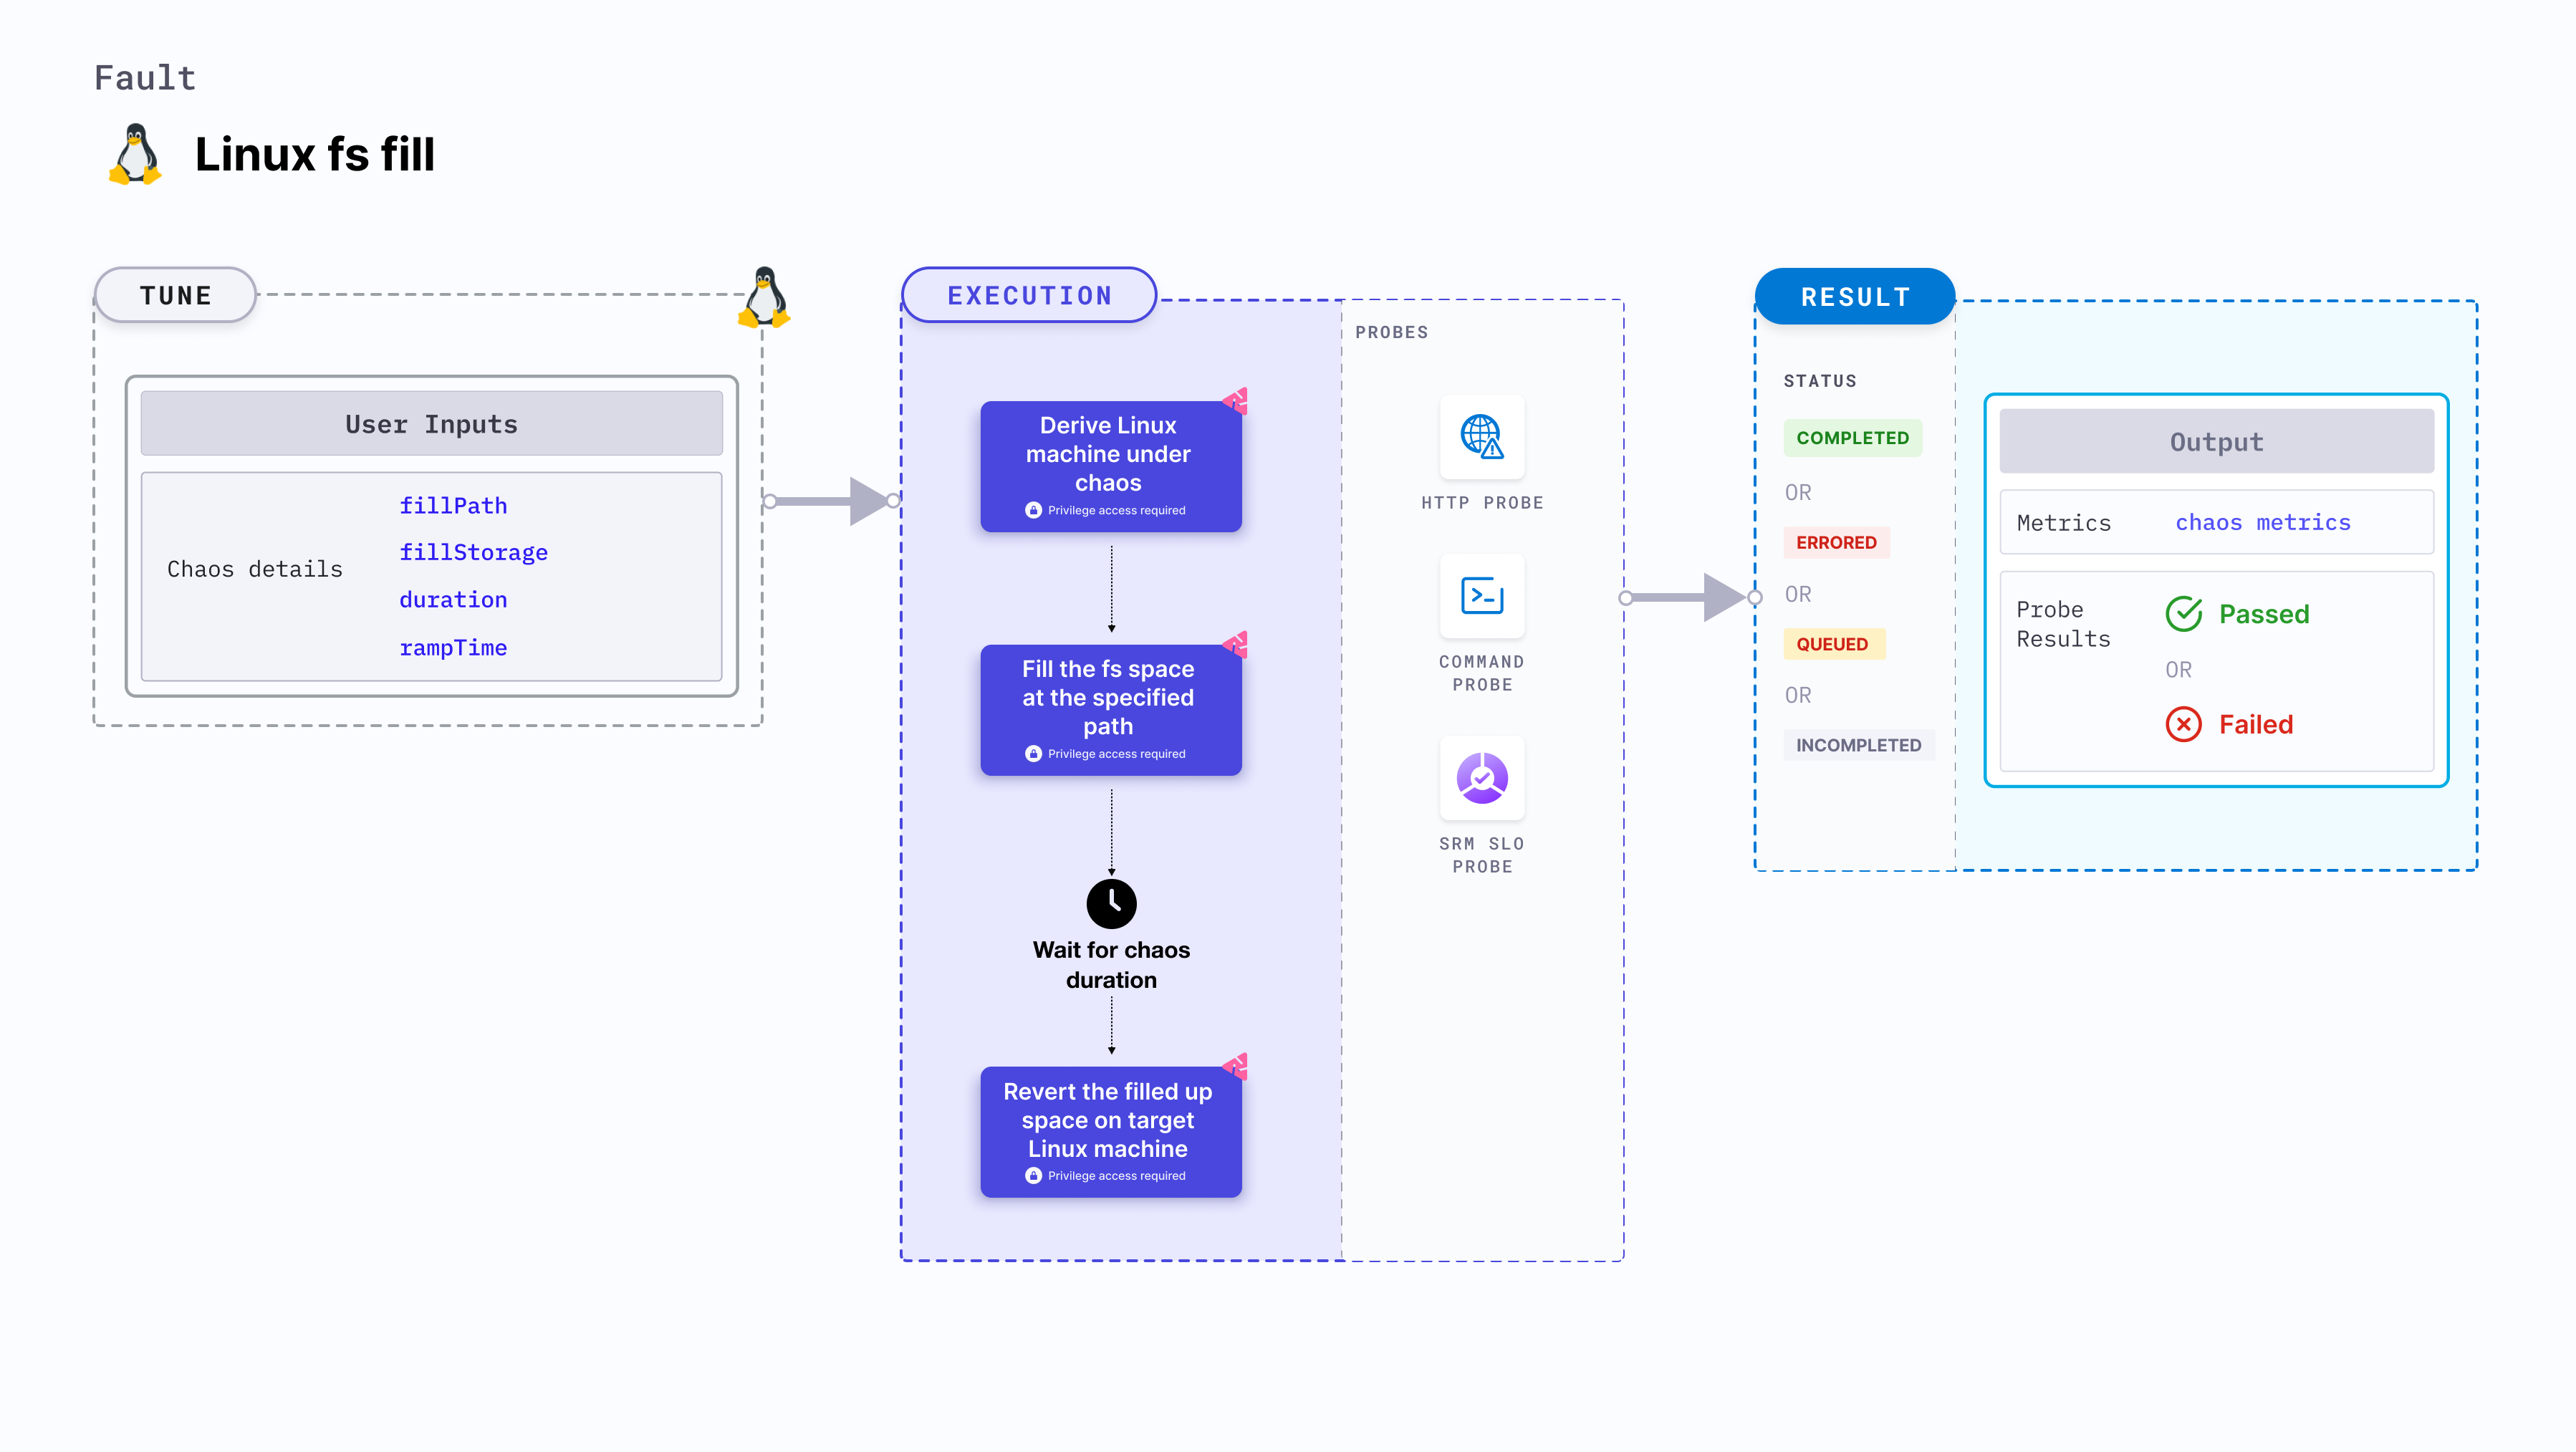 Fault
Linux fs fill
TUNE
User Inputs
Chaos details
fillPath
fillStorage
duration
rampTime
EXECUTION
Derive Linux
machine under
chaos
Privilege access required
Fill the fs space
at the specified
path
Privilege access required
Wait for chaos
duration
Revert the filled up
space on target
Linux machine
Privilege access required
PROBES
HTTP PROBE
COMMAND
PROBE
SRM SLO
PROBE
RESULT
STATUS
COMPLETED
OR
ERRORED
OR
QUEUED
OR
INCOMPLETED
Output
Metrics chaos metrics
Probe
Results
Passed
OR
Failed